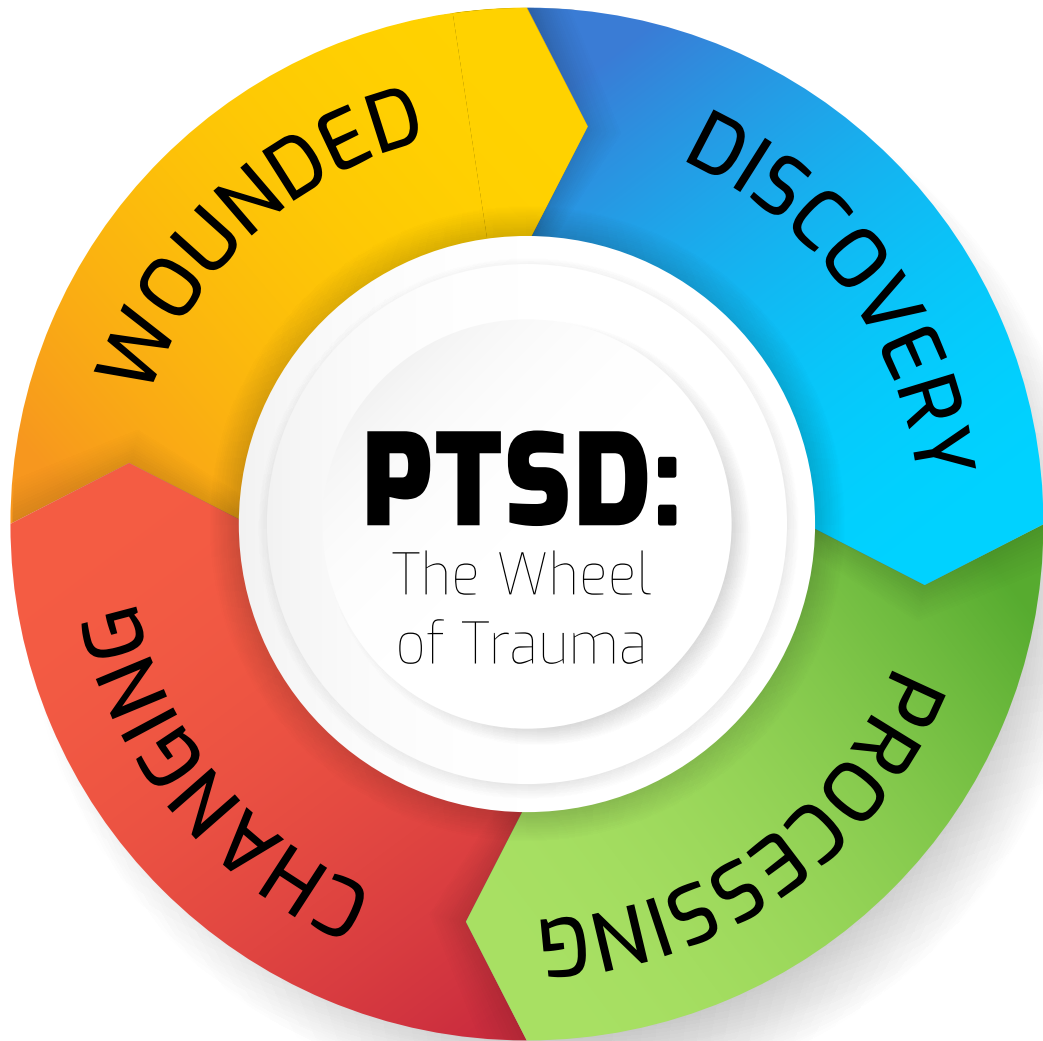 WOUNDED
DISCOVERY
PTSD:
The Wheel
of Trauma
PROCESSING
CHANGING